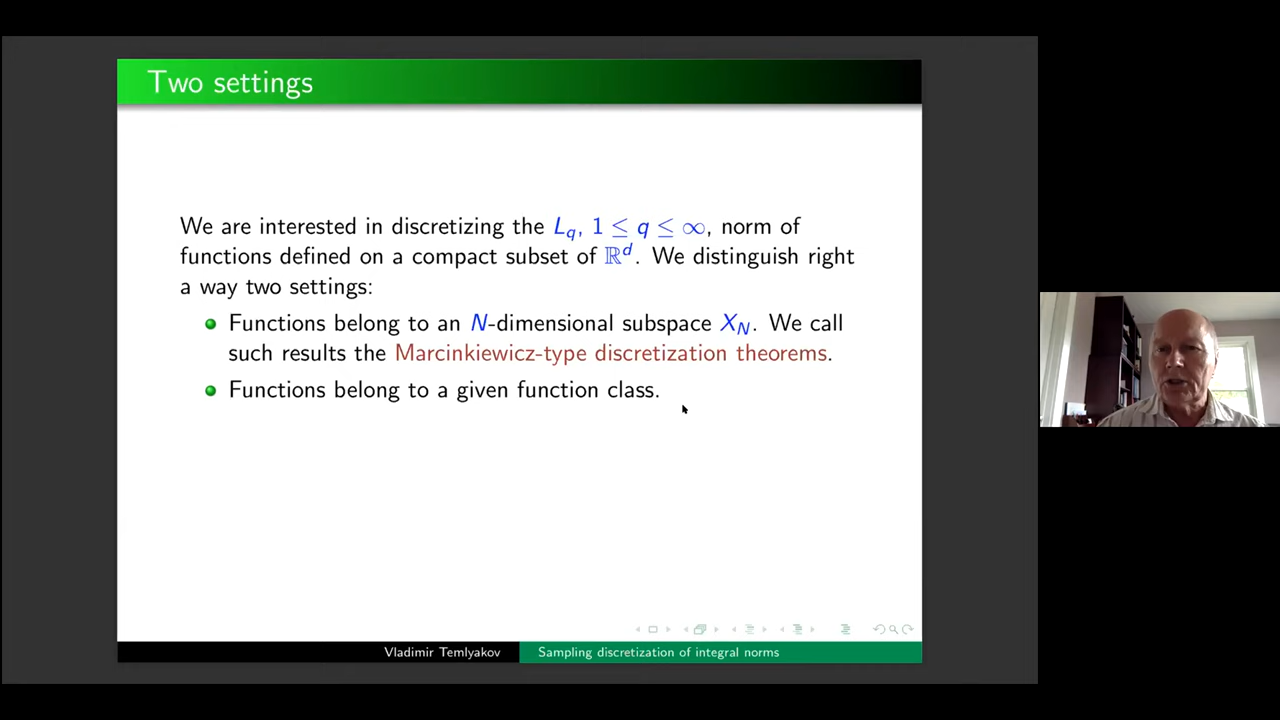 Two settings
We are interested in discretizing the L_q, 1 ≤ q ≤ ∞, norm of
functions defined on a compact subset of ℝ^d. We distinguish right
a way two settings:
Functions belong to an N-dimensional subspace X_N. We call
such results the Marcinkiewicz-type discretization theorems.
Functions belong to a given function class.
Vladimir Temlyakov
Sampling discretization of integral norms